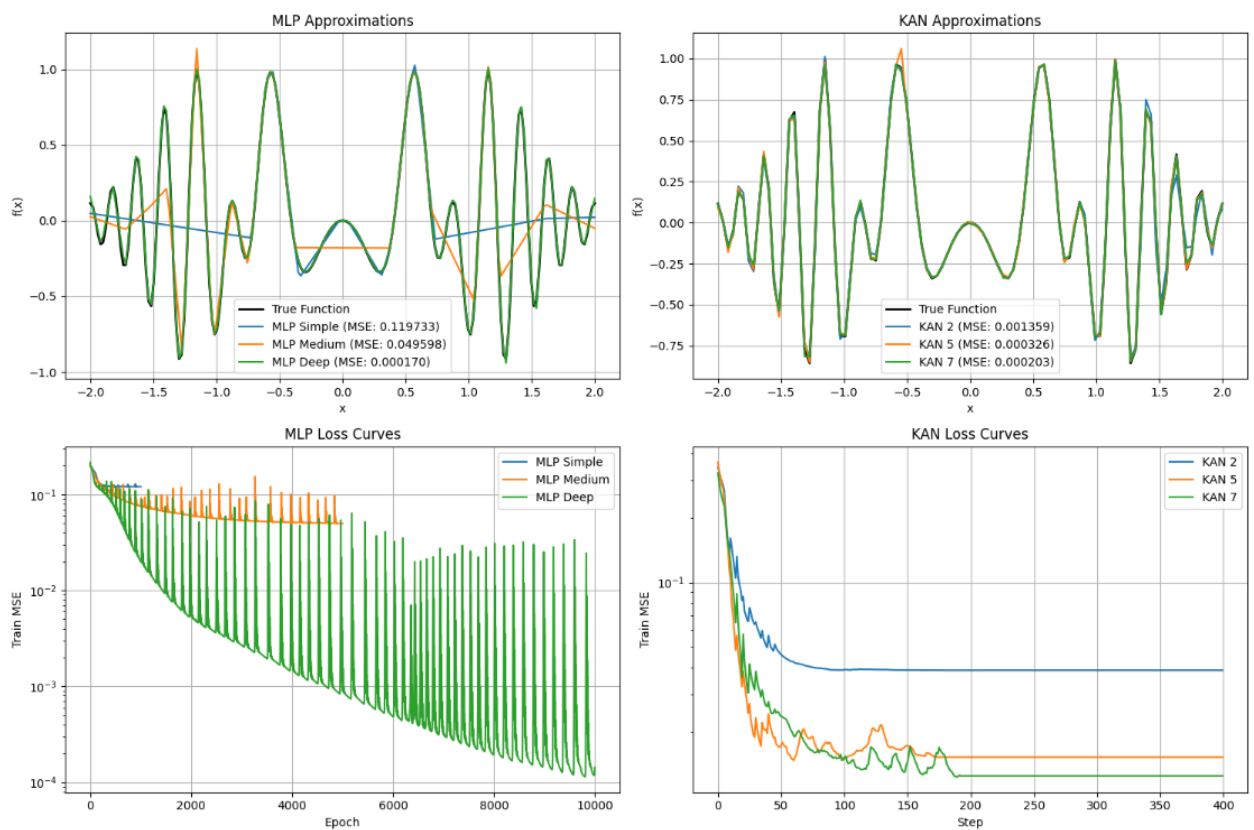 MLP Approximations
f(x)
1.0
0.5
0.0
−0.5
−1.0
True Function
MLP Simple (MSE: 0.119733)
MLP Medium (MSE: 0.049598)
MLP Deep (MSE: 0.000170)
−2.0 −1.5 −1.0 −0.5 0.0 0.5 1.0 1.5 2.0
x
KAN Approximations
f(x)
1.00
0.75
0.50
0.25
0.00
−0.25
−0.50
−0.75
True Function
KAN 2 (MSE: 0.001359)
KAN 5 (MSE: 0.000326)
KAN 7 (MSE: 0.000203)
−2.0 −1.5 −1.0 −0.5 0.0 0.5 1.0 1.5 2.0
x
MLP Loss Curves
Train MSE
10⁻¹
10⁻²
10⁻³
10⁻⁴
MLP Simple
MLP Medium
MLP Deep
0 2000 4000 6000 8000 10000
Epoch
KAN Loss Curves
Train MSE
10⁻¹
KAN 2
KAN 5
KAN 7
0 50 100 150 200 250 300 350 400
Step